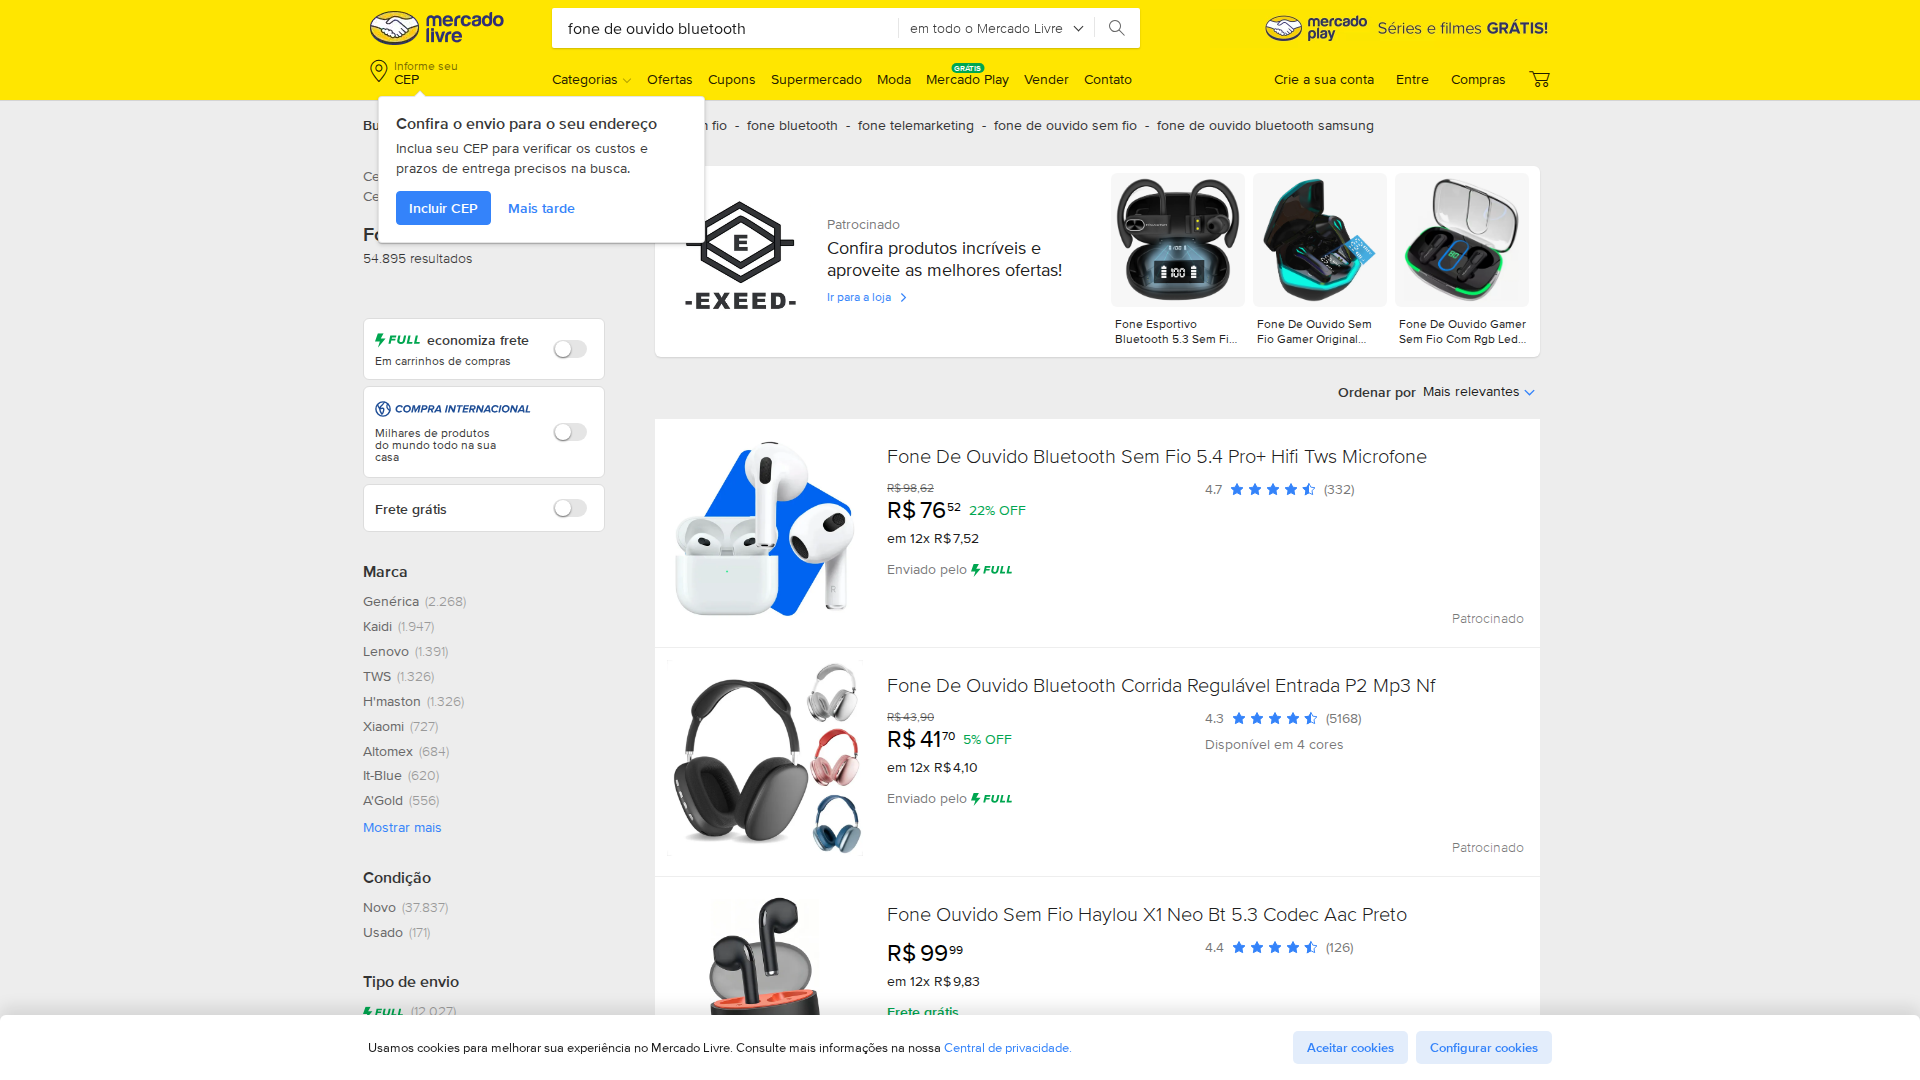 mercado
livre
fone de ouvido bluetooth
em todo o Mercado Livre
mercado
play
Séries e filmes GRÁTIS!
Informe seu
CEP
Categorias
Ofertas
Cupons
Supermercado
Moda
GRÁTIS
Mercado Play
Vender
Contato
Crie a sua conta
Entre
Compras
fio - fone bluetooth - fone telemarketing - fone de ouvido sem fio - fone de ouvido bluetooth samsung
Confira o envio para o seu endereço
Inclua seu CEP para verificar os custos e
prazos de entrega precisos na busca.
Incluir CEP
Mais tarde
54.895 resultados
E
-EXEED-
Patrocinado
Confira produtos incríveis e
aproveite as melhores ofertas!
Ir para a loja
100
Fone Esportivo
Bluetooth 5.3 Sem Fi...
Fone De Ouvido Sem
Fio Gamer Original...
Fone De Ouvido Gamer
Sem Fio Com Rgb Led...
FULL economiza frete
Em carrinhos de compras
COMPRA INTERNACIONAL
Milhares de produtos
do mundo todo na sua
casa
Frete grátis
Marca
Genérica (2.268)
Kaidi (1.947)
Lenovo (1.391)
TWS (1.326)
H'maston (1.326)
Xiaomi (727)
Altomex (684)
It-Blue (620)
A'Gold (556)
Mostrar mais
Condição
Novo (37.837)
Usado (171)
Tipo de envio
FULL (12.027)
Ordenar por Mais relevantes
Fone De Ouvido Bluetooth Sem Fio 5.4 Pro+ Hifi Tws Microfone
R$ 98,62
R$ 76 52 22% OFF
em 12x R$ 7,52
Enviado pelo FULL
4.7 (332)
Patrocinado
Fone De Ouvido Bluetooth Corrida Regulável Entrada P2 Mp3 Nf
R$ 43,90
R$ 41 70 5% OFF
em 12x R$ 4,10
Enviado pelo FULL
4.3 (5168)
Disponível em 4 cores
Patrocinado
Fone Ouvido Sem Fio Haylou X1 Neo Bt 5.3 Codec Aac Preto
R$ 99 99
em 12x R$ 9,83
Frete grátis
4.4 (126)
Usamos cookies para melhorar sua experiência no Mercado Livre. Consulte mais informações na nossa Central de privacidade.
Aceitar cookies
Configurar cookies